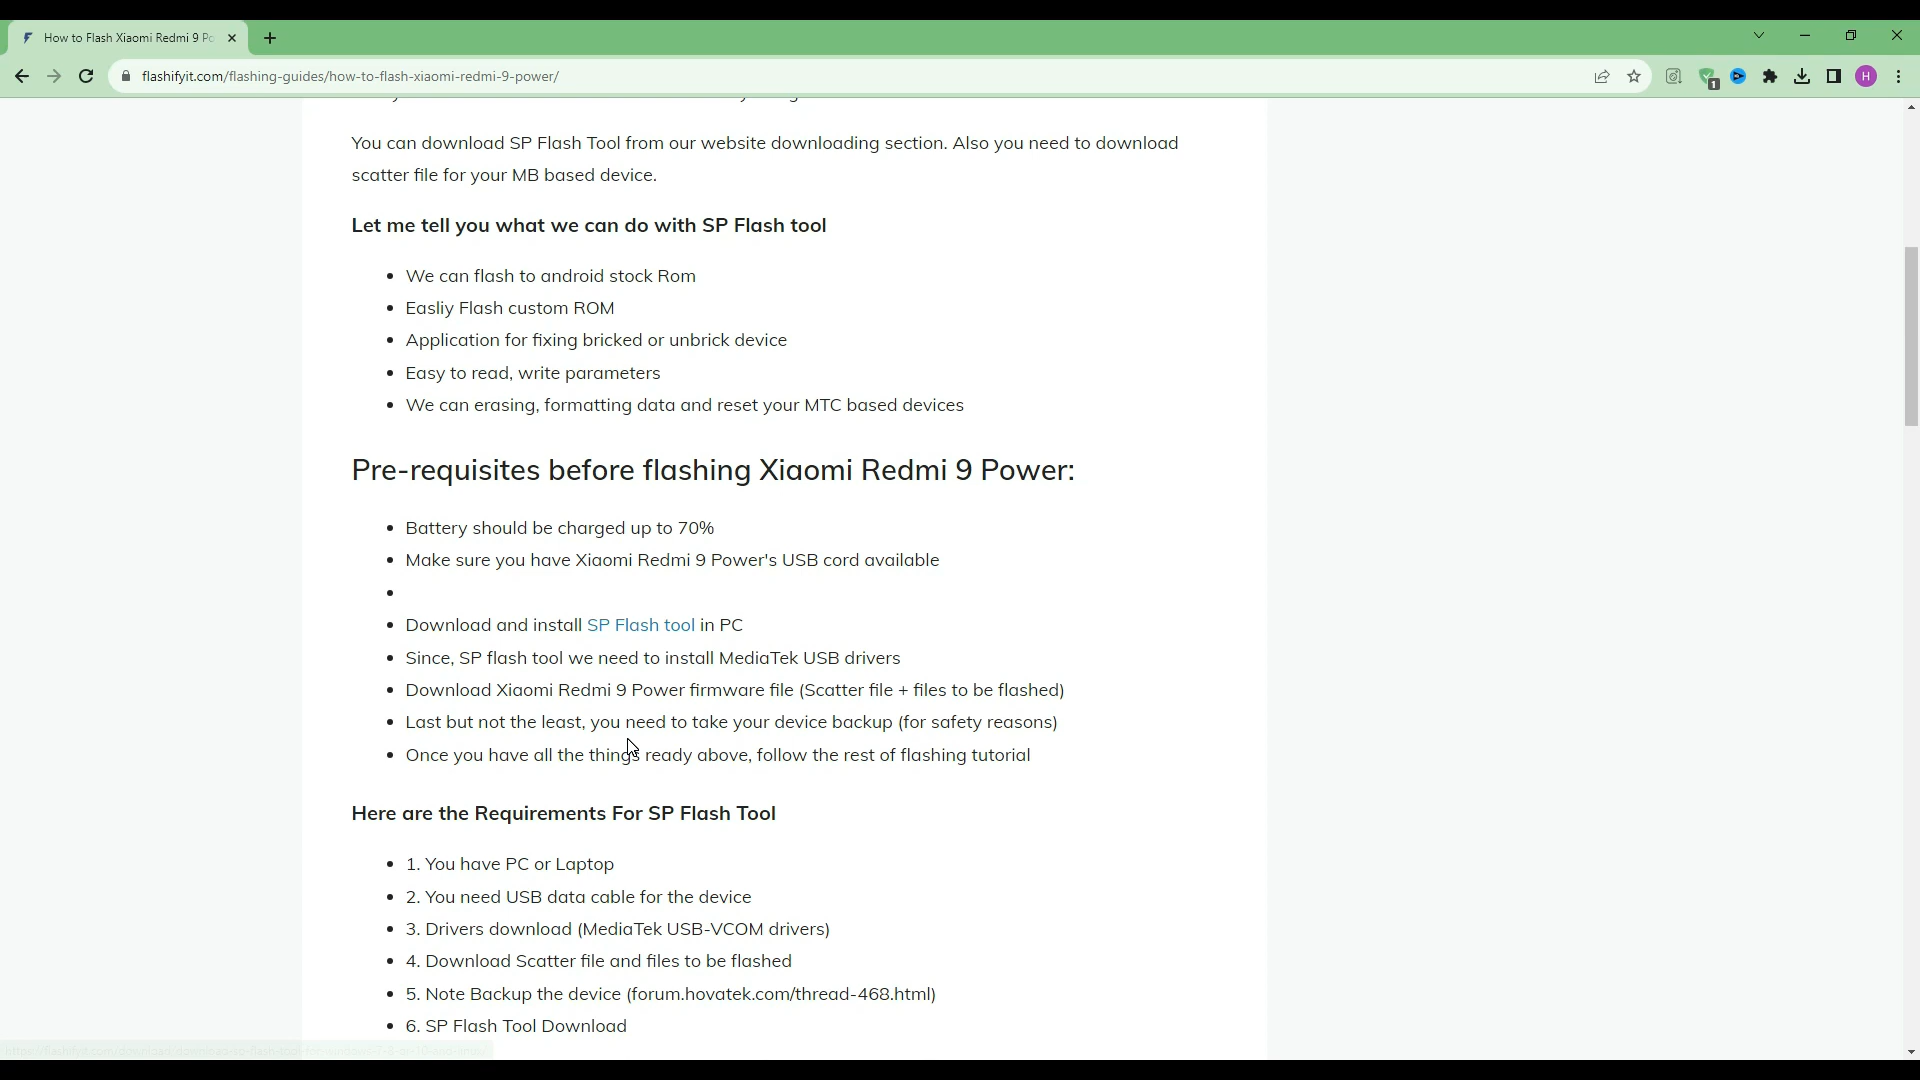 How to Flash Xiaomi Redmi 9 Po
flashifyit.com/flashing-guides/how-to-flash-xiaomi-redmi-9-power/
1
H
You can download SP Flash Tool from our website downloading section. Also you need to download
scatter file for your MB based device.
Let me tell you what we can do with SP Flash tool
• We can flash to android stock Rom
• Easliy Flash custom ROM
• Application for fixing bricked or unbrick device
• Easy to read, write parameters
• We can erasing, formatting data and reset your MTC based devices
Pre-requisites before flashing Xiaomi Redmi 9 Power:
• Battery should be charged up to 70%
• Make sure you have Xiaomi Redmi 9 Power's USB cord available
•
• Download and install SP Flash tool in PC
• Since, SP flash tool we need to install MediaTek USB drivers
• Download Xiaomi Redmi 9 Power firmware file (Scatter file + files to be flashed)
• Last but not the least, you need to take your device backup (for safety reasons)
• Once you have all the things ready above, follow the rest of flashing tutorial
Here are the Requirements For SP Flash Tool
• 1. You have PC or Laptop
• 2. You need USB data cable for the device
• 3. Drivers download (MediaTek USB-VCOM drivers)
• 4. Download Scatter file and files to be flashed
• 5. Note Backup the device (forum.hovatek.com/thread-468.html)
• 6. SP Flash Tool Download